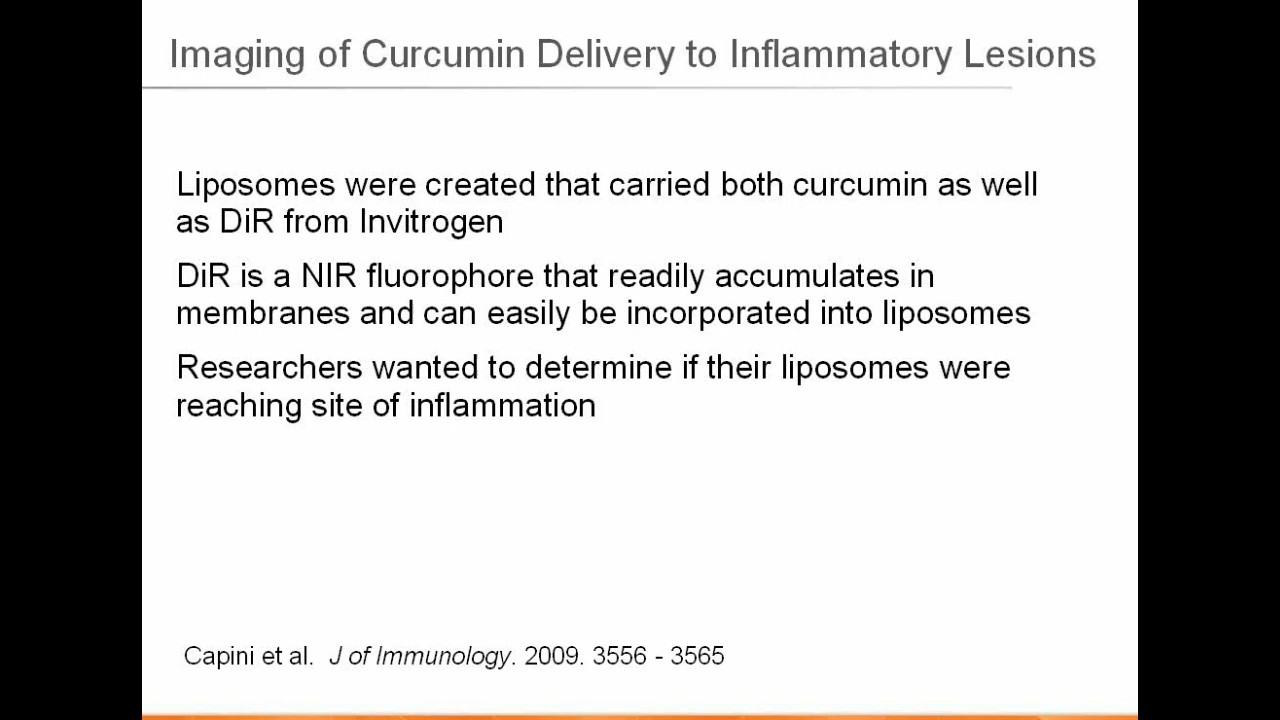 Imaging of Curcumin Delivery to Inflammatory Lesions
Liposomes were created that carried both curcumin as well
as DiR from Invitrogen
DiR is a NIR fluorophore that readily accumulates in
membranes and can easily be incorporated into liposomes
Researchers wanted to determine if their liposomes were
reaching site of inflammation
Capini et al. J of Immunology. 2009. 3556 - 3565